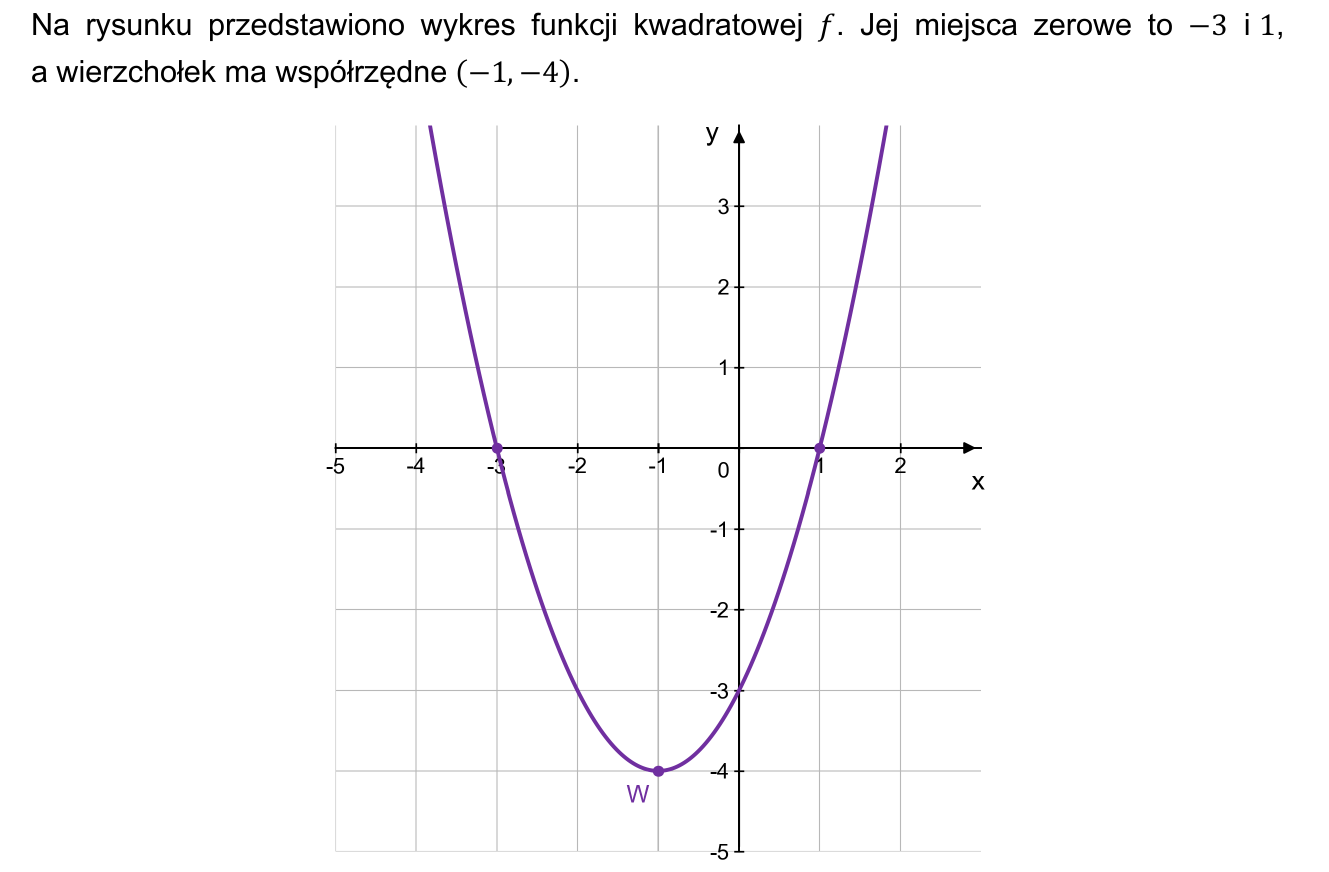 Na rysunku przedstawiono wykres funkcji kwadratowej f. Jej miejsca zerowe to −3 i 1,
a wierzchołek ma współrzędne (−1, −4).
y
3
2
1
-5 -4 -3 -2 -1 0 1 2
x
-1
-2
-3
-4
W
-5